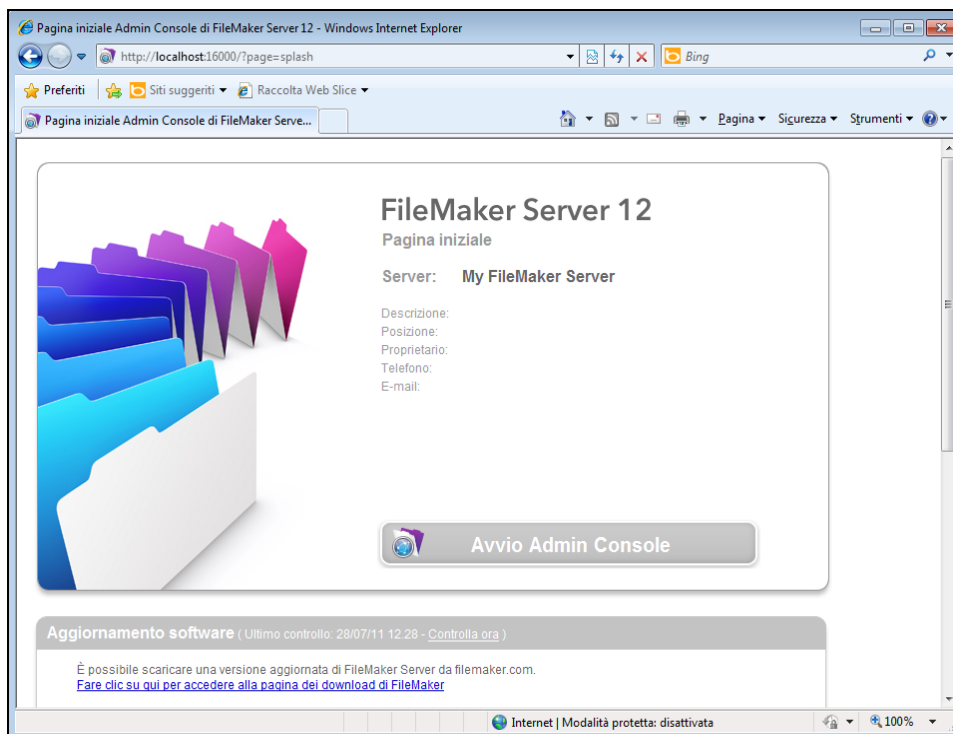 Pagina iniziale Admin Console di FileMaker Server 12 - Windows Internet Explorer
http://localhost:16000/?page=splash
Bing
Preferiti Siti suggeriti Raccolta Web Slice
Pagina iniziale Admin Console di FileMaker Serve... Pagina Sicurezza Strumenti
FileMaker Server 12
Pagina iniziale
Server: My FileMaker Server
Descrizione:
Posizione:
Proprietario:
Telefono:
E-mail:
Avvio Admin Console
Aggiornamento software ( Ultimo controllo: 28/07/11 12.28 - Controlla ora )
È possibile scaricare una versione aggiornata di FileMaker Server da filemaker.com.
Fare clic su qui per accedere alla pagina dei download di FileMaker
Internet | Modalità protetta: disattivata 100%